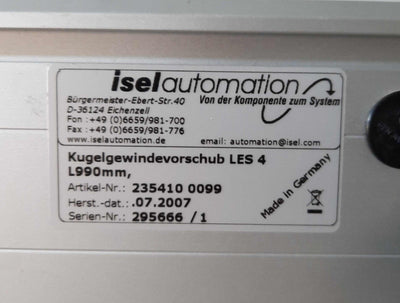 isel automation
Von der Komponente zum System
Bürgermeister-Ebert-Str.40
D-36124 Eichenzell
Fon : +49 (0)6659/981-700
Fax : +49 (0)6659/981-776
www.iselautomation.de email: automation@isel.com
Kugelgewindevorschub LES 4
L990mm,
Artikel-Nr.: 235410 0099
Herst.-dat.: .07.2007
Serien-Nr.: 295666 /1
Made in Germany